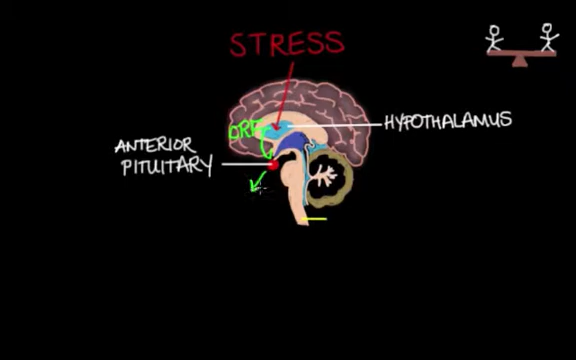 STRESS
CRF
HYPOTHALAMUS
ANTERIOR
PITUITARY